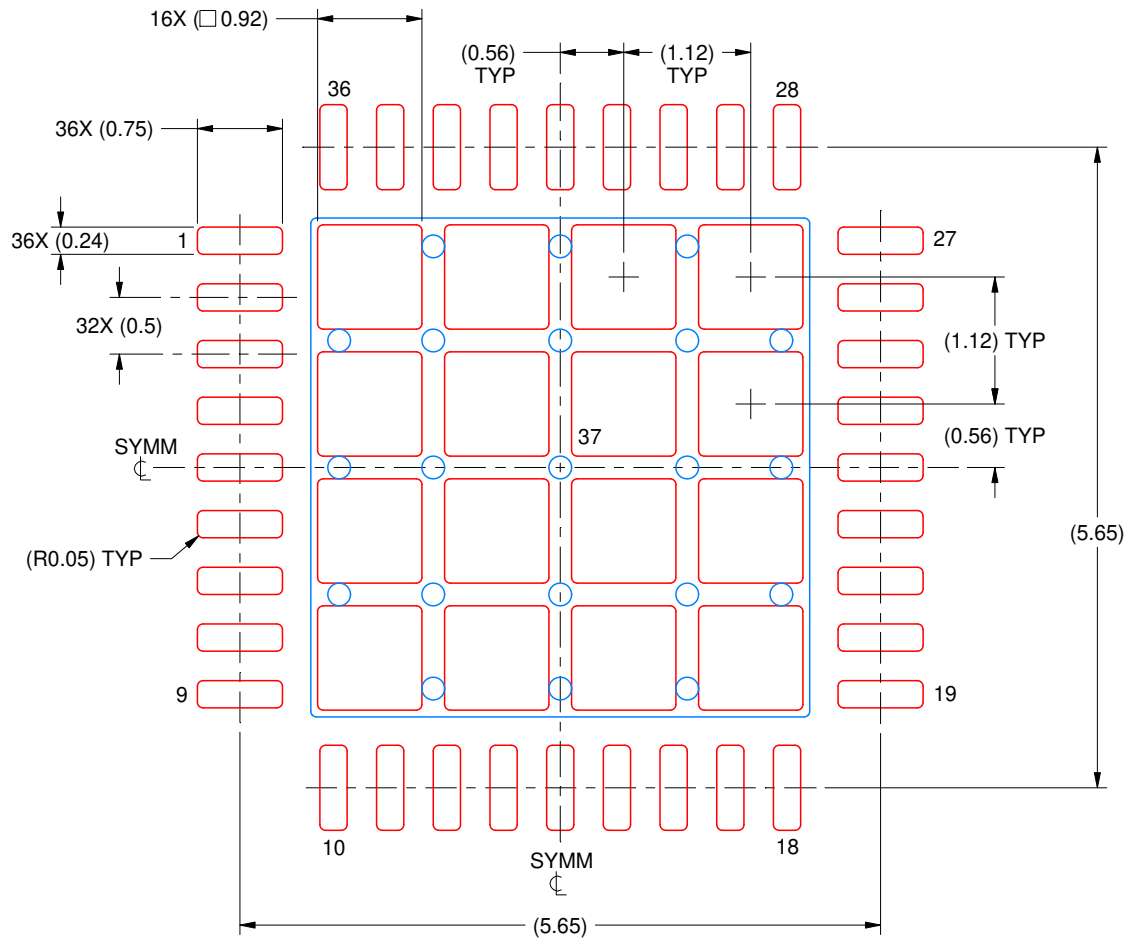 16X (□ 0.92)
(0.56)
TYP
(1.12)
TYP
36
28
36X (0.75)
36X (0.24)
1
27
32X (0.5)
(1.12) TYP
37
(0.56) TYP
SYMM
℄
(5.65)
(R0.05) TYP
9
19
10
18
SYMM
℄
(5.65)